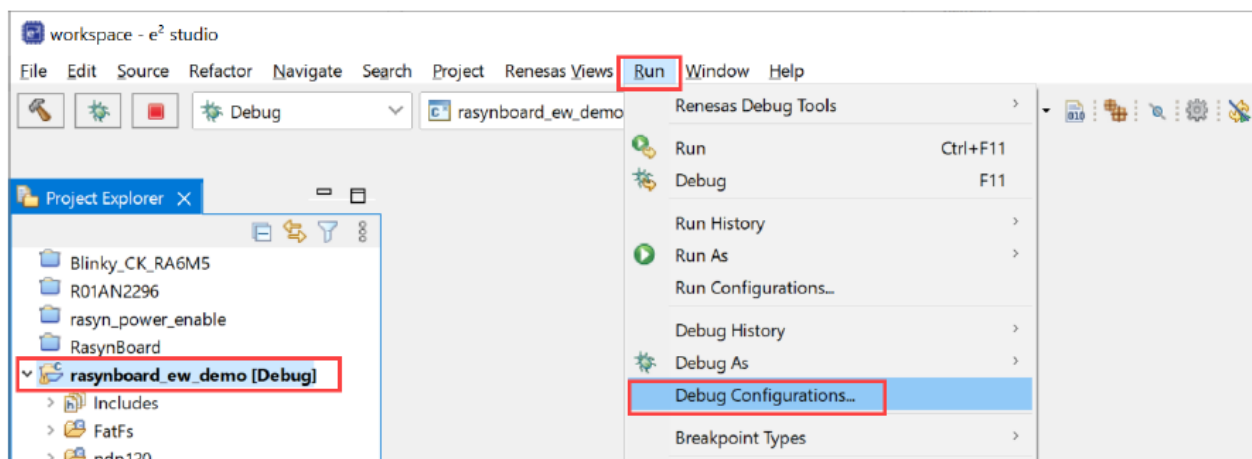 workspace - e² studio
File Edit Source Refactor Navigate Search Project Renesas Views Run Window Help
Debug
rasynboard_ew_demo
Renesas Debug Tools
Run Ctrl+F11
Debug F11
Run History
Run As
Run Configurations...
Debug History
Debug As
Debug Configurations...
Breakpoint Types
Project Explorer
Blinky_CK_RA6M5
R01AN2296
rasyn_power_enable
RasynBoard
rasynboard_ew_demo [Debug]
Includes
FatFs